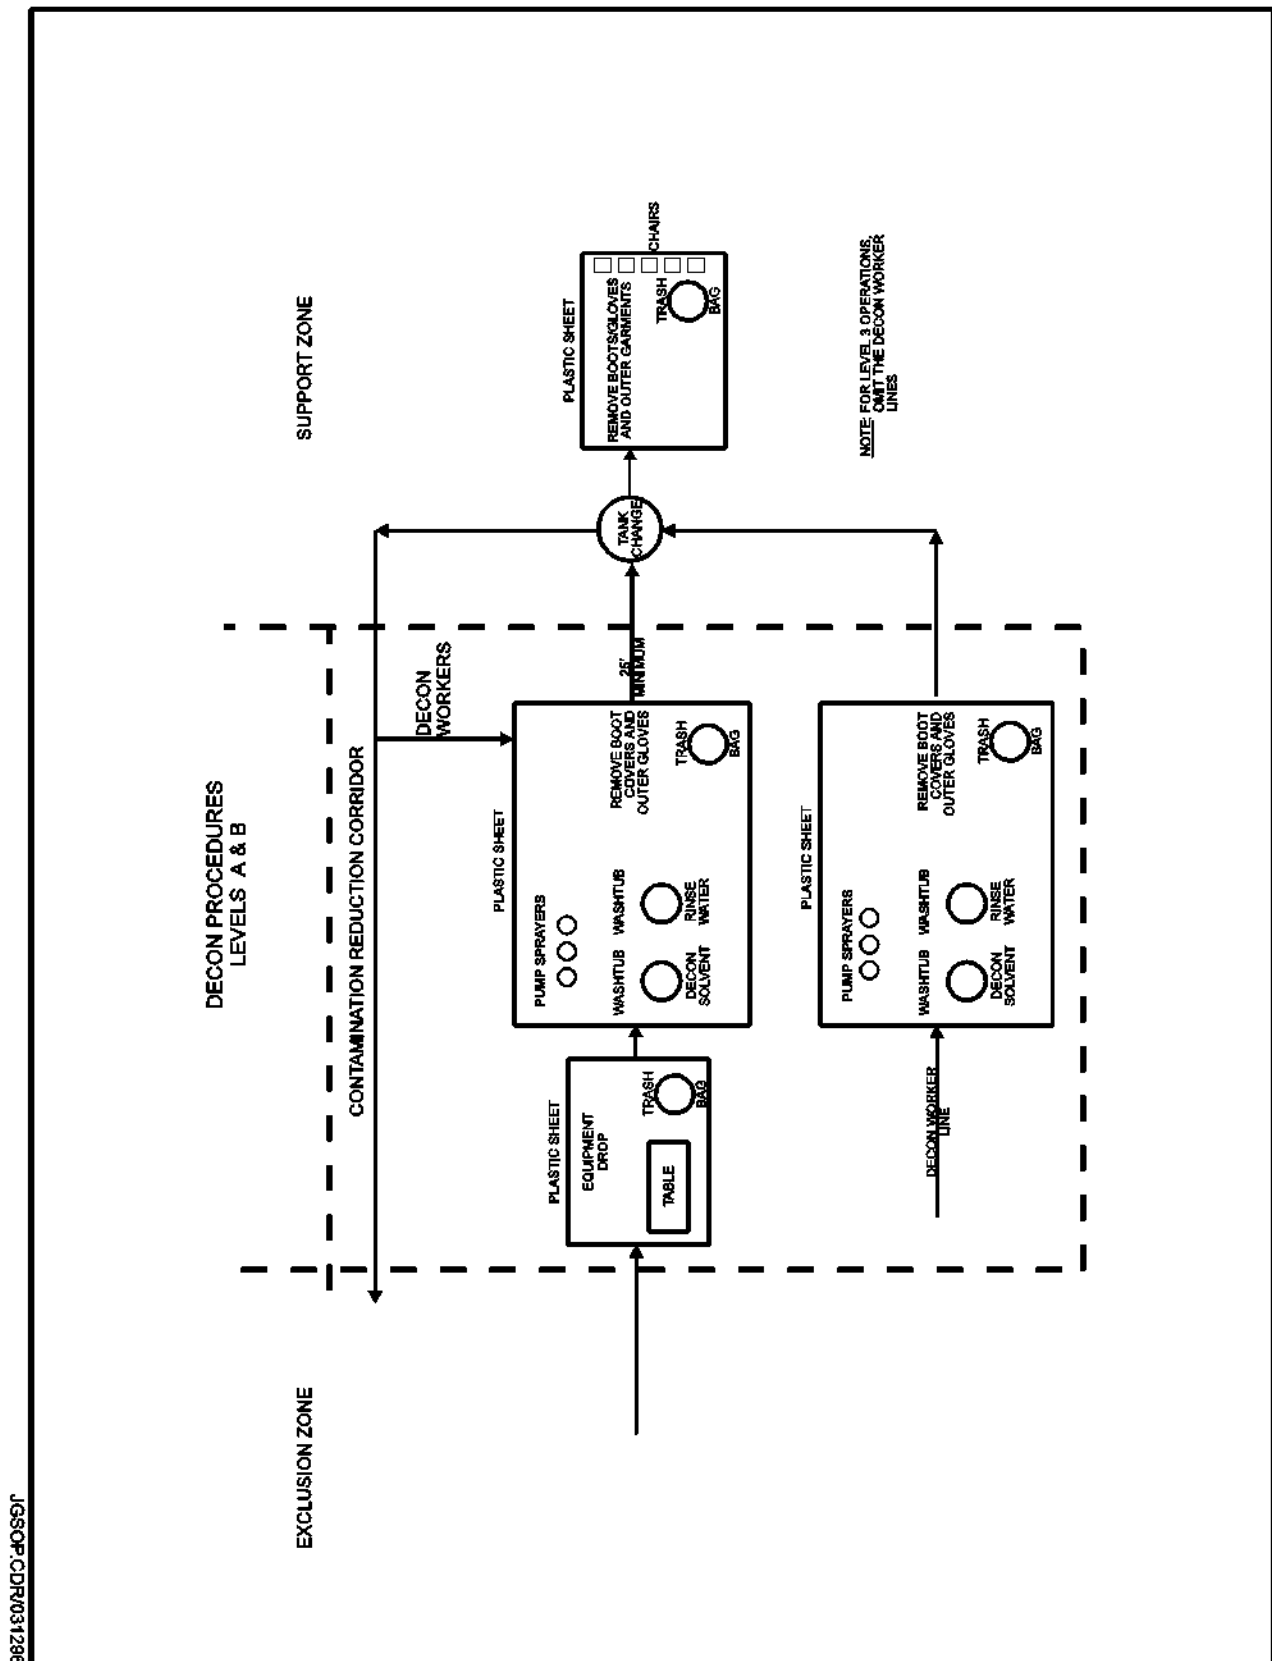 DECON PROCEDURES
LEVELS A & B
EXCLUSION ZONE
SUPPORT ZONE
CONTAMINATION REDUCTION CORRIDOR
DECON
WORKERS
PLASTIC SHEET
EQUIPMENT
DROP
TABLE
TRASH
BAG
PLASTIC SHEET
PUMP SPRAYERS
WASHTUB
WASHTUB
DECON
SOLVENT
RINSE
WATER
REMOVE BOOT
COVERS AND
OUTER GLOVES
TRASH
BAG
25'
MINIMUM
TANK
CHANGE
PLASTIC SHEET
REMOVE BOOTS/GLOVES
AND OUTER GARMENTS
TRASH
BAG
CHAIRS
DECON WORKER
LINE
PLASTIC SHEET
PUMP SPRAYERS
WASHTUB
WASHTUB
DECON
SOLVENT
RINSE
WATER
REMOVE BOOT
COVERS AND
OUTER GLOVES
TRASH
BAG
NOTE: FOR LEVEL 3 OPERATIONS,
OMIT THE DECON WORKER
LINES
JGSOP.CDR/031296